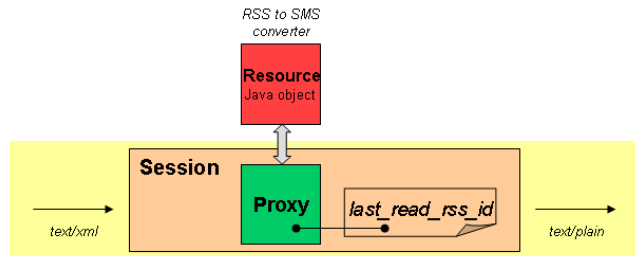 RSS to SMS
converter
Resource
Java object
Session
Proxy
last_read_rss_id
text/xml
text/plain